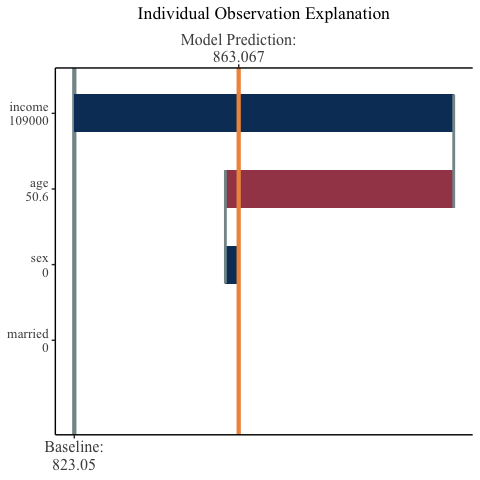 Individual Observation Explanation
Model Prediction:
863.067
income
109000
age
50.6
sex
0
married
0
Baseline:
823.05